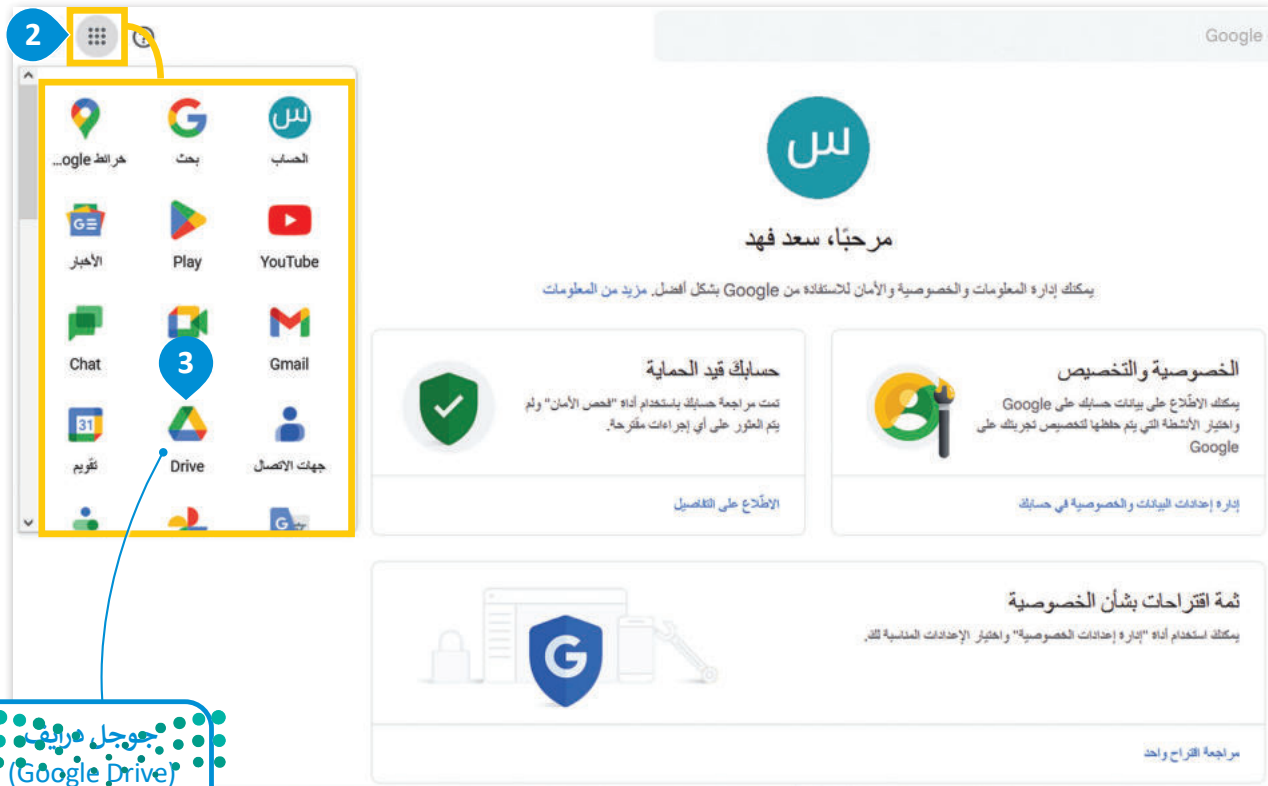 2
Google
خرائط ogle...
بحث
الحساب
الأخبار
Play
YouTube
Chat
3
Gmail
تقويم
Drive
جهات الاتصال
س
س
مرحبًا، سعد فهد
يمكنك إدارة المعلومات والخصوصية والأمان للاستفادة من Google بشكل أفضل. مزيد من المعلومات
الخصوصية والتخصيص
يمكنك الاطّلاع على بيانات حسابك على Google
واختيار الأنشطة التي يتم حفظها لتخصيص تجربتك على
Google
إدارة إعدادات البيانات والخصوصية في حسابك
حسابك قيد الحماية
تمت مراجعة حسابك باستخدام أداة "فحص الأمان" ولم
يتم العثور على أي إجراءات مقترحة.
الاطّلاع على التفاصيل
ثمة اقتراحات بشأن الخصوصية
يمكنك استخدام أداة "إدارة إعدادات الخصوصية" واختيار الإعدادات المناسبة لك.
مراجعة اقتراح واحد
جوجل درايف
(Google Drive)